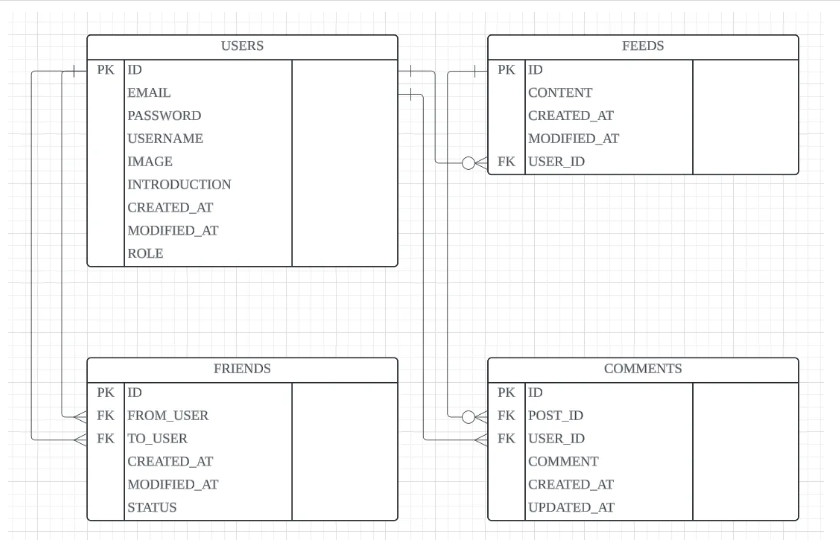 USERS
PK ID
EMAIL
PASSWORD
USERNAME
IMAGE
INTRODUCTION
CREATED_AT
MODIFIED_AT
ROLE
FEEDS
PK ID
CONTENT
CREATED_AT
MODIFIED_AT
FK USER_ID
FRIENDS
PK ID
FK FROM_USER
FK TO_USER
CREATED_AT
MODIFIED_AT
STATUS
COMMENTS
PK ID
FK POST_ID
FK USER_ID
COMMENT
CREATED_AT
UPDATED_AT